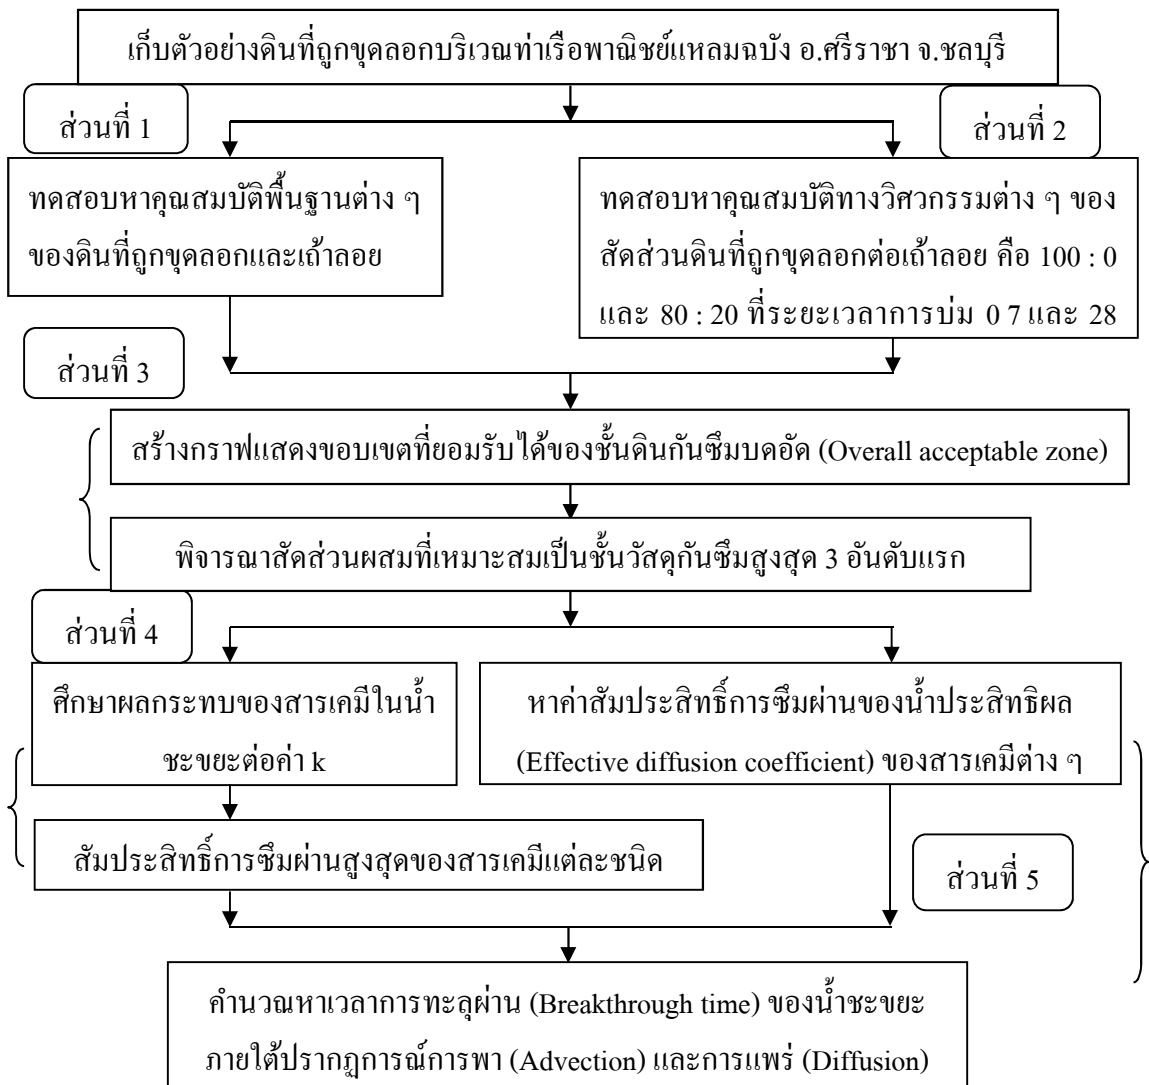 เก็บตัวอย่างดินที่ถูกขุดลอกบริเวณท่าเรือพาณิชย์แหลมฉบัง อ.ศรีราชา จ.ชลบุรี
ส่วนที่ 1
ส่วนที่ 2
ทดสอบหาคุณสมบัติพื้นฐานต่าง ๆ
ของดินที่ถูกขุดลอกและเถ้าลอย
ทดสอบหาคุณสมบัติทางวิศวกรรมต่าง ๆ ของ
สัดส่วนดินที่ถูกขุดลอกต่อเถ้าลอย คือ 100 : 0
และ 80 : 20 ที่ระยะเวลาการบ่ม 0 7 และ 28
ส่วนที่ 3
สร้างกราฟแสดงขอบเขตที่ยอมรับได้ของชั้นดินกันซึมบดอัด (Overall acceptable zone)
พิจารณาสัดส่วนผสมที่เหมาะสมเป็นชั้นวัสดุกันซึมสูงสุด 3 อันดับแรก
ส่วนที่ 4
ศึกษาผลกระทบของสารเคมีในน้ำ
ชะขยะต่อค่า k
หาค่าสัมประสิทธิ์การซึมผ่านของน้ำประสิทธิผล
(Effective diffusion coefficient) ของสารเคมีต่าง ๆ
สัมประสิทธิ์การซึมผ่านสูงสุดของสารเคมีแต่ละชนิด
ส่วนที่ 5
คำนวณหาเวลาการทะลุผ่าน (Breakthrough time) ของน้ำชะขยะ
ภายใต้ปรากฏการณ์การพา (Advection) และการแพร่ (Diffusion)